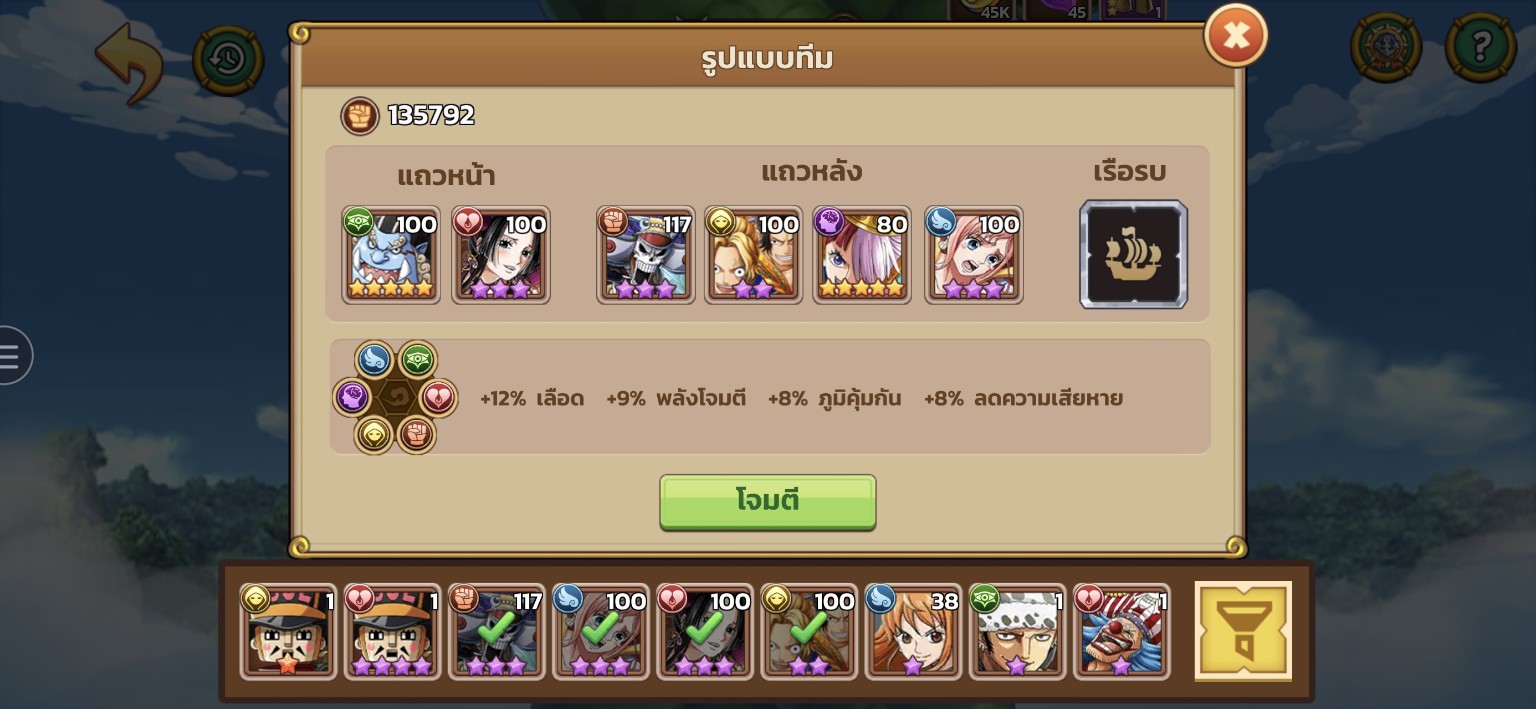 45K 45 1
รูปแบบทีม
?
135792
แถวหน้า แถวหลัง เรือรบ
100 100 117 100 80 100
+12% เลือด +9% พลังโจมตี +8% ภูมิคุ้มกัน +8% ลดความเสียหาย
โจมตี
1 1 117 100 100 100 38 1 1